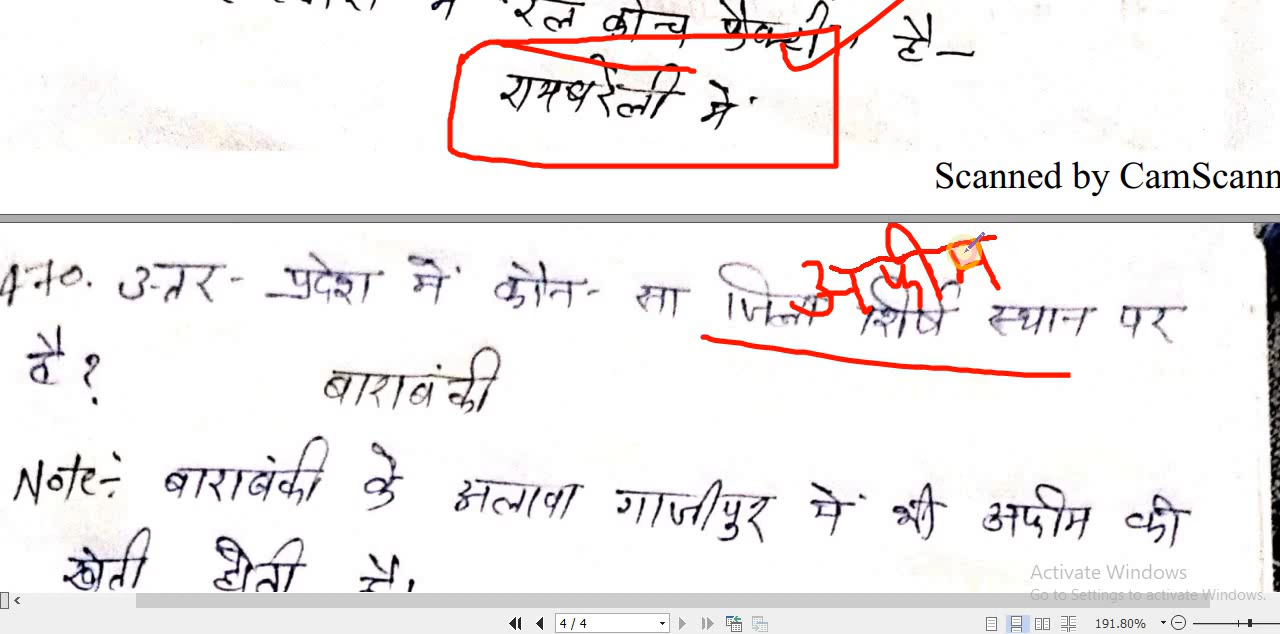 में रेल कोच फैक्ट्री है—
रायबरेली में
Scanned by CamScann
अफीम
470. उत्तर- प्रदेश में कौन- सा जिला शिर्ष स्थान पर
है?
बाराबंकी
Note:- बाराबंकी के अलावा गाजीपुर में भी अफीम की
खेती होती है।
Activate Windows
Go to Settings to activate Windows.
4 / 4
191.80%